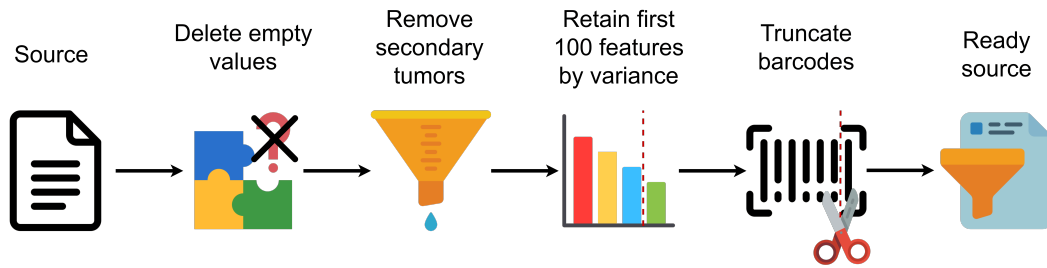 Source
Delete empty
values
Remove
secondary
tumors
Retain first
100 features
by variance
Truncate
barcodes
Ready
source